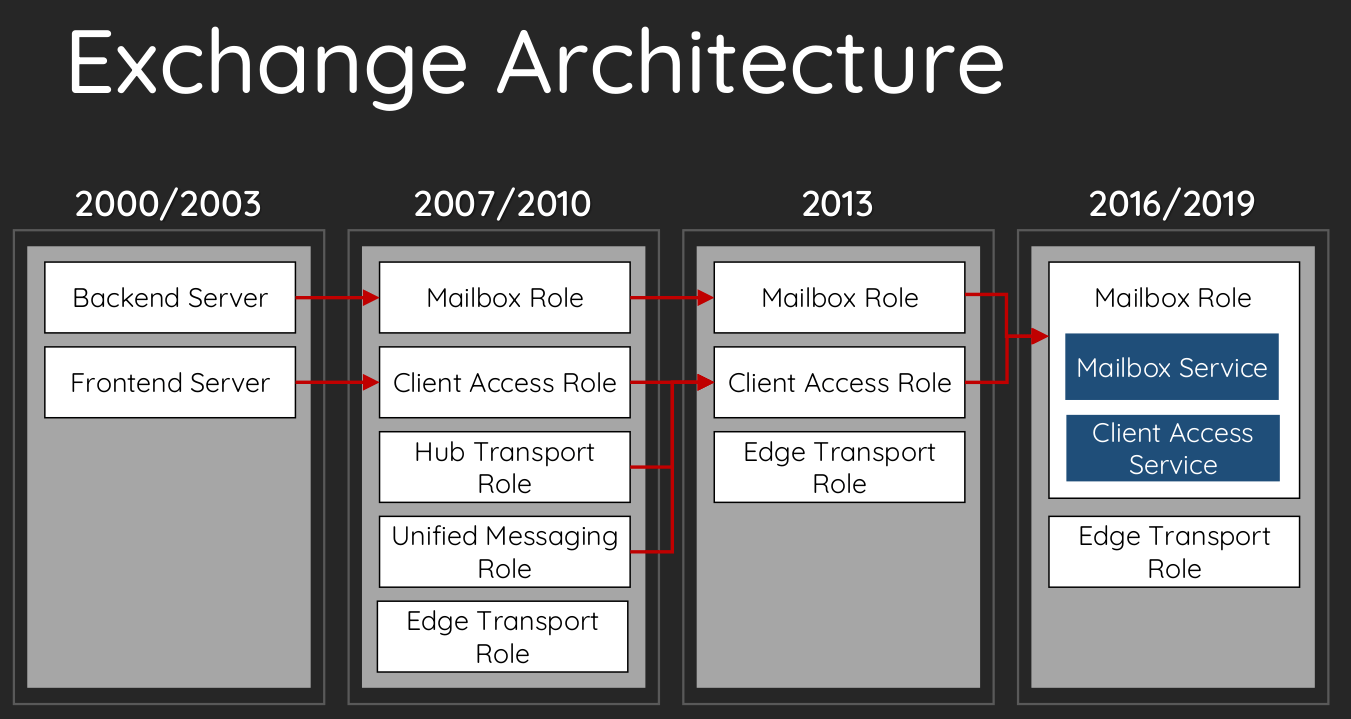 Exchange Architecture
2000/2003
Backend Server
Frontend Server
2007/2010
Mailbox Role
Client Access Role
Hub Transport
Role
Unified Messaging
Role
Edge Transport
Role
2013
Mailbox Role
Client Access Role
Edge Transport
Role
2016/2019
Mailbox Role
Mailbox Service
Client Access
Service
Edge Transport
Role